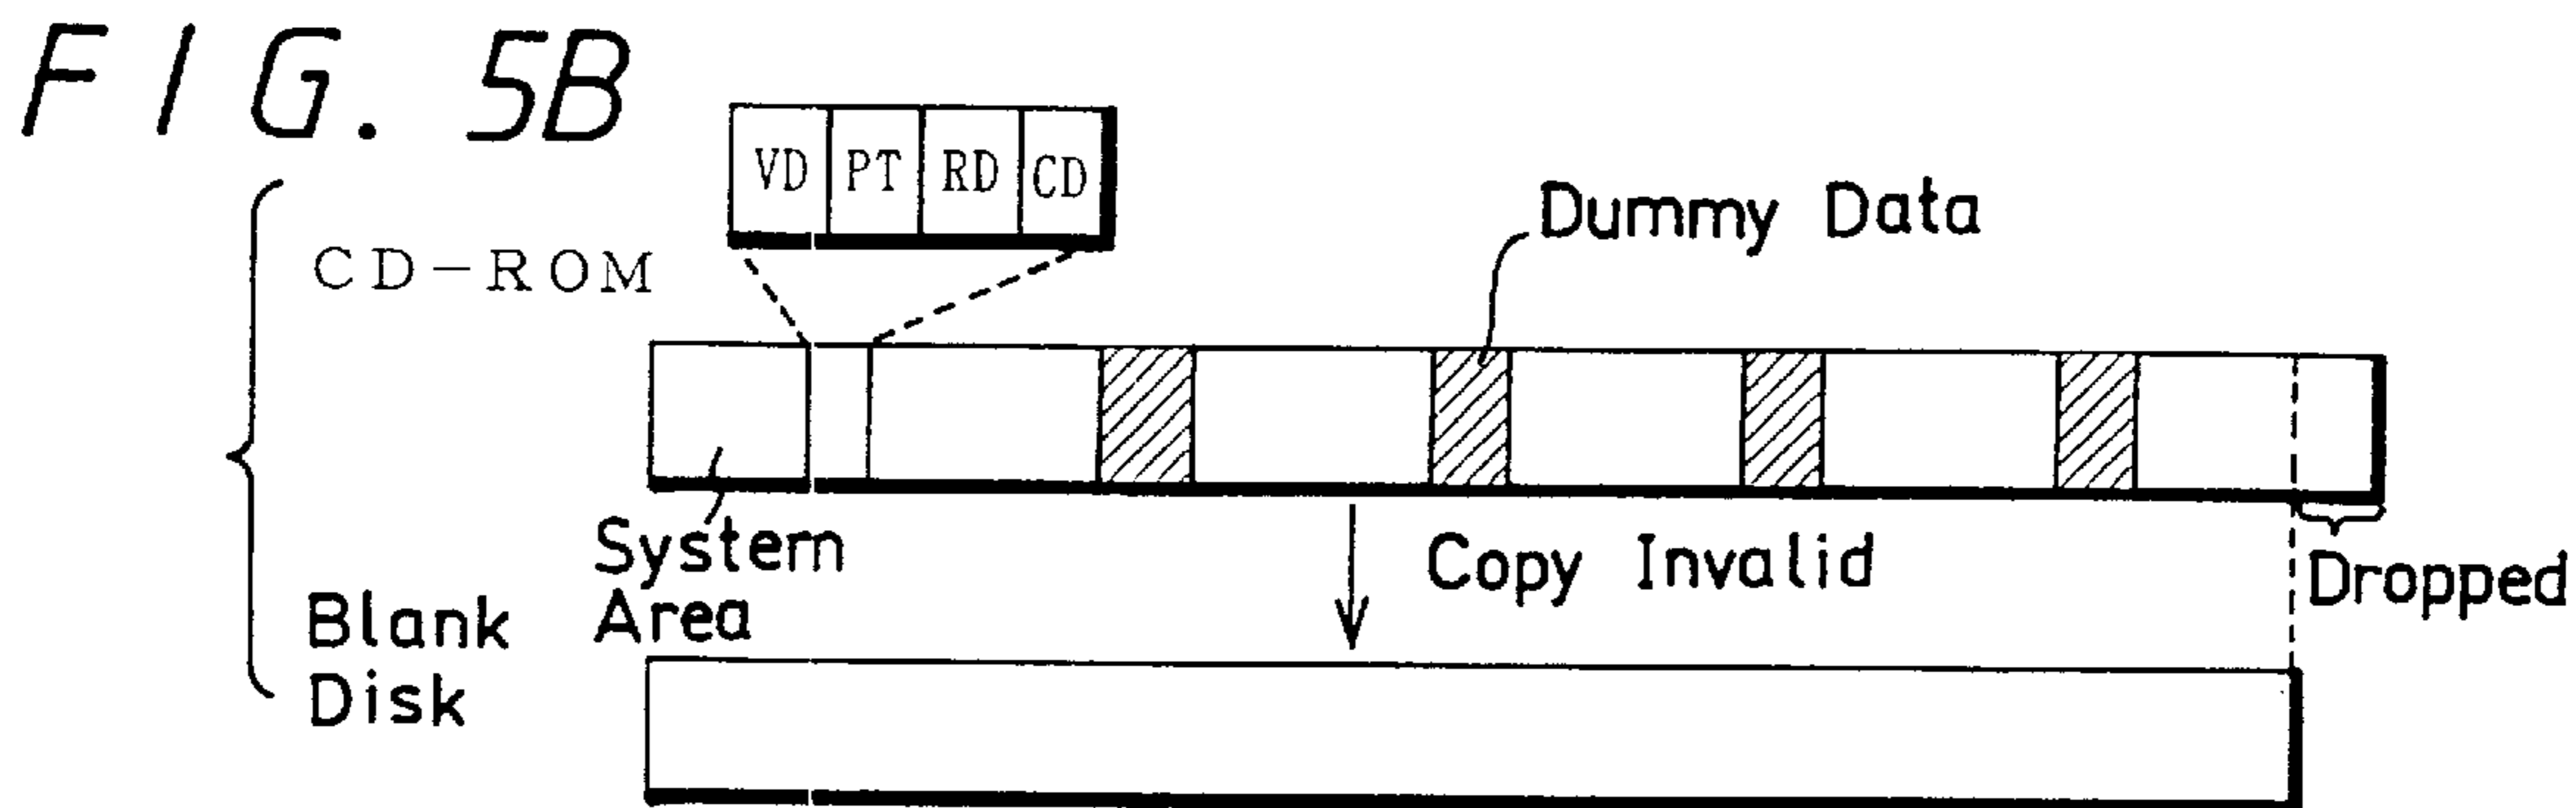 FIG. 5B
VD PT RD CD
Dummy Data
CD-ROM
System
Area
Copy Invalid
Dropped
Blank
Disk